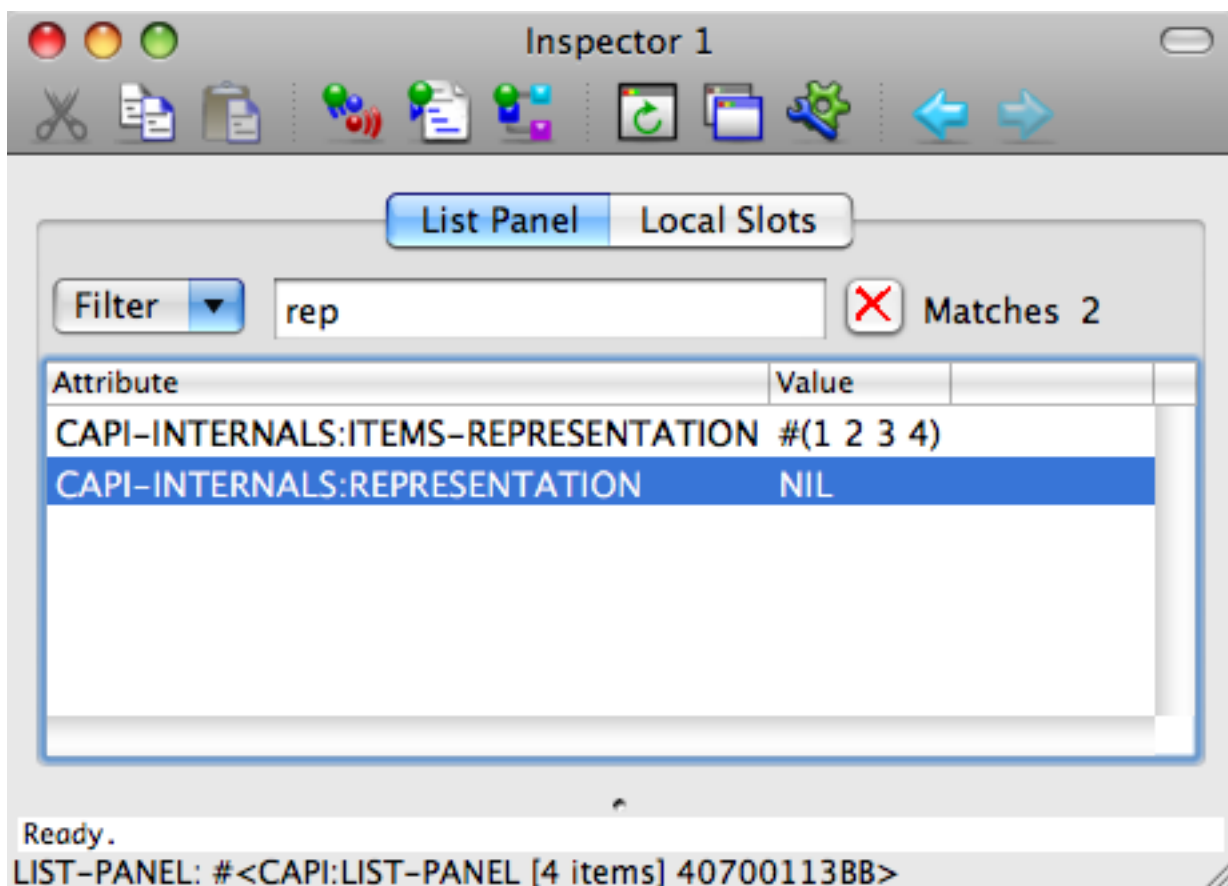 Inspector 1
List Panel Local Slots
Filter rep Matches 2
Attribute Value
CAPI-INTERNALS:ITEMS-REPRESENTATION #(1 2 3 4)
CAPI-INTERNALS:REPRESENTATION NIL
Ready.
LIST-PANEL: #<CAPI:LIST-PANEL [4 items] 40700113BB>